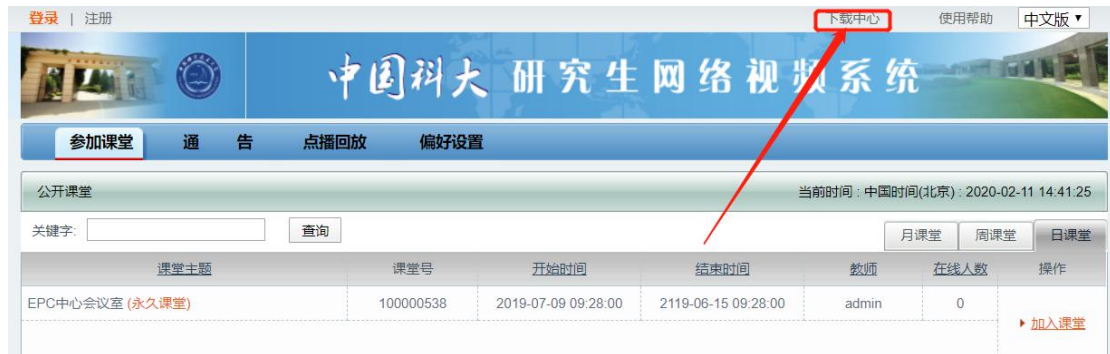 登录 | 注册 下载中心 使用帮助 中文版
中国科大 研究生网络视频系统
参加课堂 通 告 点播回放 偏好设置
公开课堂 当前时间 : 中国时间(北京) : 2020-02-11 14:41:25
关键字: 查询 月课堂 周课堂 日课堂
课堂主题 课堂号 开始时间 结束时间 教师 在线人数 操作
EPC中心会议室 (永久课堂) 100000538 2019-07-09 09:28:00 2119-06-15 09:28:00 admin 0
加入课堂